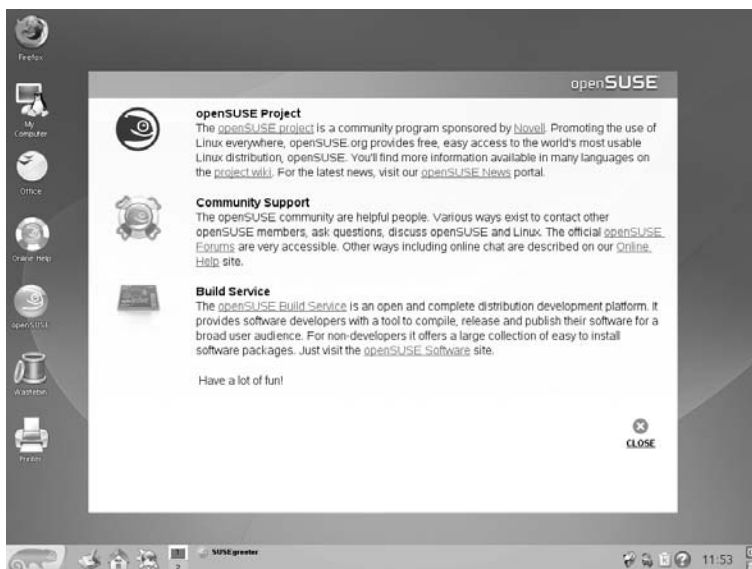 Firefox
My
Computer
Office
Online Help
openSUSE
Wastebin
Printer
openSUSE
openSUSE Project
The openSUSE project is a community program sponsored by Novell. Promoting the use of
Linux everywhere, openSUSE.org provides free, easy access to the world's most usable
Linux distribution, openSUSE. You'll find more information available in many languages on
the project wiki. For the latest news, visit our openSUSE News portal.
Community Support
The openSUSE community are helpful people. Various ways exist to contact other
openSUSE members, ask questions, discuss openSUSE and Linux. The official openSUSE
Forums are very accessible. Other ways including online chat are described on our Online
Help site.
Build Service
The openSUSE Build Service is an open and complete distribution development platform. It
provides software developers with a tool to compile, release and publish their software for a
broad user audience. For non-developers it offers a large collection of easy to install
software packages. Just visit the openSUSE Software site.
Have a lot of fun!
CLOSE
1
2
SUSEgreeter
11:53